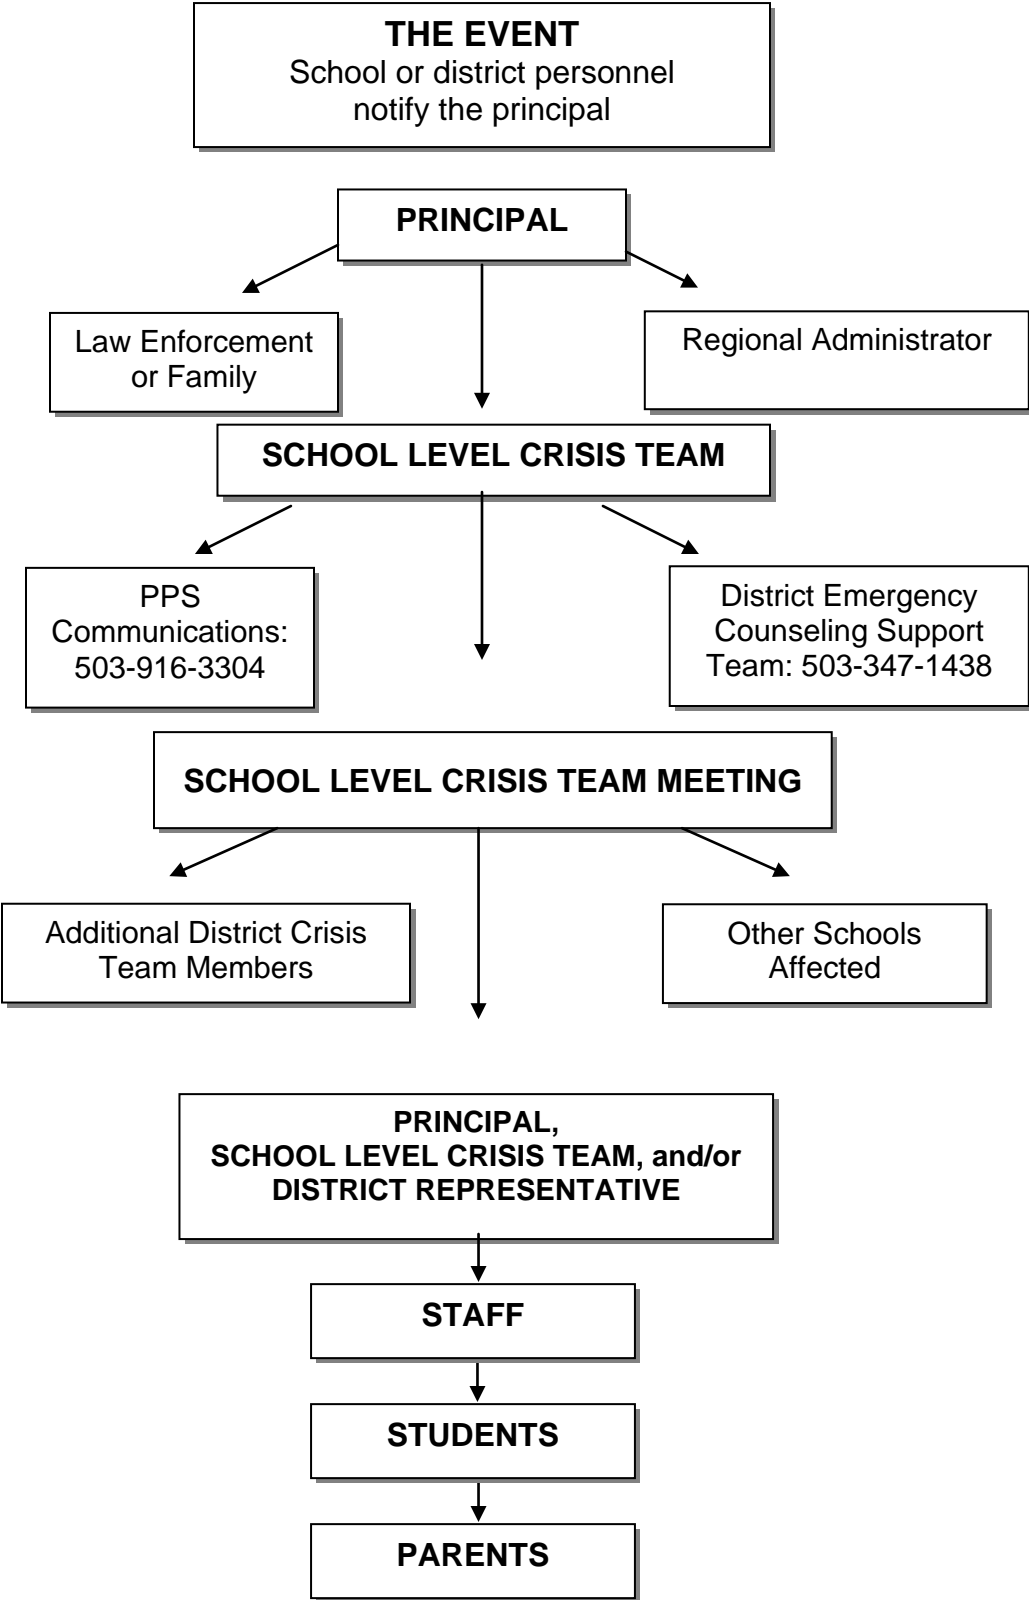 THE EVENT
School or district personnel
notify the principal
PRINCIPAL
Law Enforcement
or Family
Regional Administrator
SCHOOL LEVEL CRISIS TEAM
PPS
Communications:
503-916-3304
District Emergency
Counseling Support
Team: 503-347-1438
SCHOOL LEVEL CRISIS TEAM MEETING
Additional District Crisis
Team Members
Other Schools
Affected
PRINCIPAL,
SCHOOL LEVEL CRISIS TEAM, and/or
DISTRICT REPRESENTATIVE
STAFF
STUDENTS
PARENTS